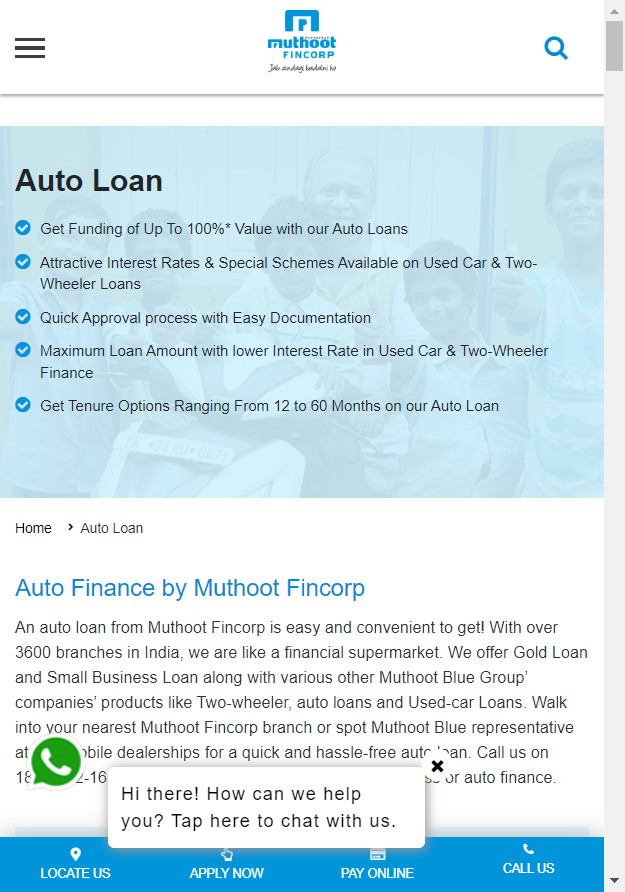 muthoot
FINCORP
Jab zindagi badalni ho
Auto Loan
Get Funding of Up To 100%* Value with our Auto Loans
Attractive Interest Rates & Special Schemes Available on Used Car & Two-
Wheeler Loans
Quick Approval process with Easy Documentation
Maximum Loan Amount with lower Interest Rate in Used Car & Two-Wheeler
Finance
Get Tenure Options Ranging From 12 to 60 Months on our Auto Loan
Home > Auto Loan
Auto Finance by Muthoot Fincorp
An auto loan from Muthoot Fincorp is easy and convenient to get! With over
3600 branches in India, we are like a financial supermarket. We offer Gold Loan
and Small Business Loan along with various other Muthoot Blue Group’
companies’ products like Two-wheeler, auto loans and Used-car Loans. Walk
into your nearest Muthoot Fincorp branch or spot Muthoot Blue representative
at dealerships for a quick and hassle-free auto loan. Call us on
or auto finance.
Hi there! How can we help
you? Tap here to chat with us.
LOCATE US
APPLY NOW
PAY ONLINE
CALL US